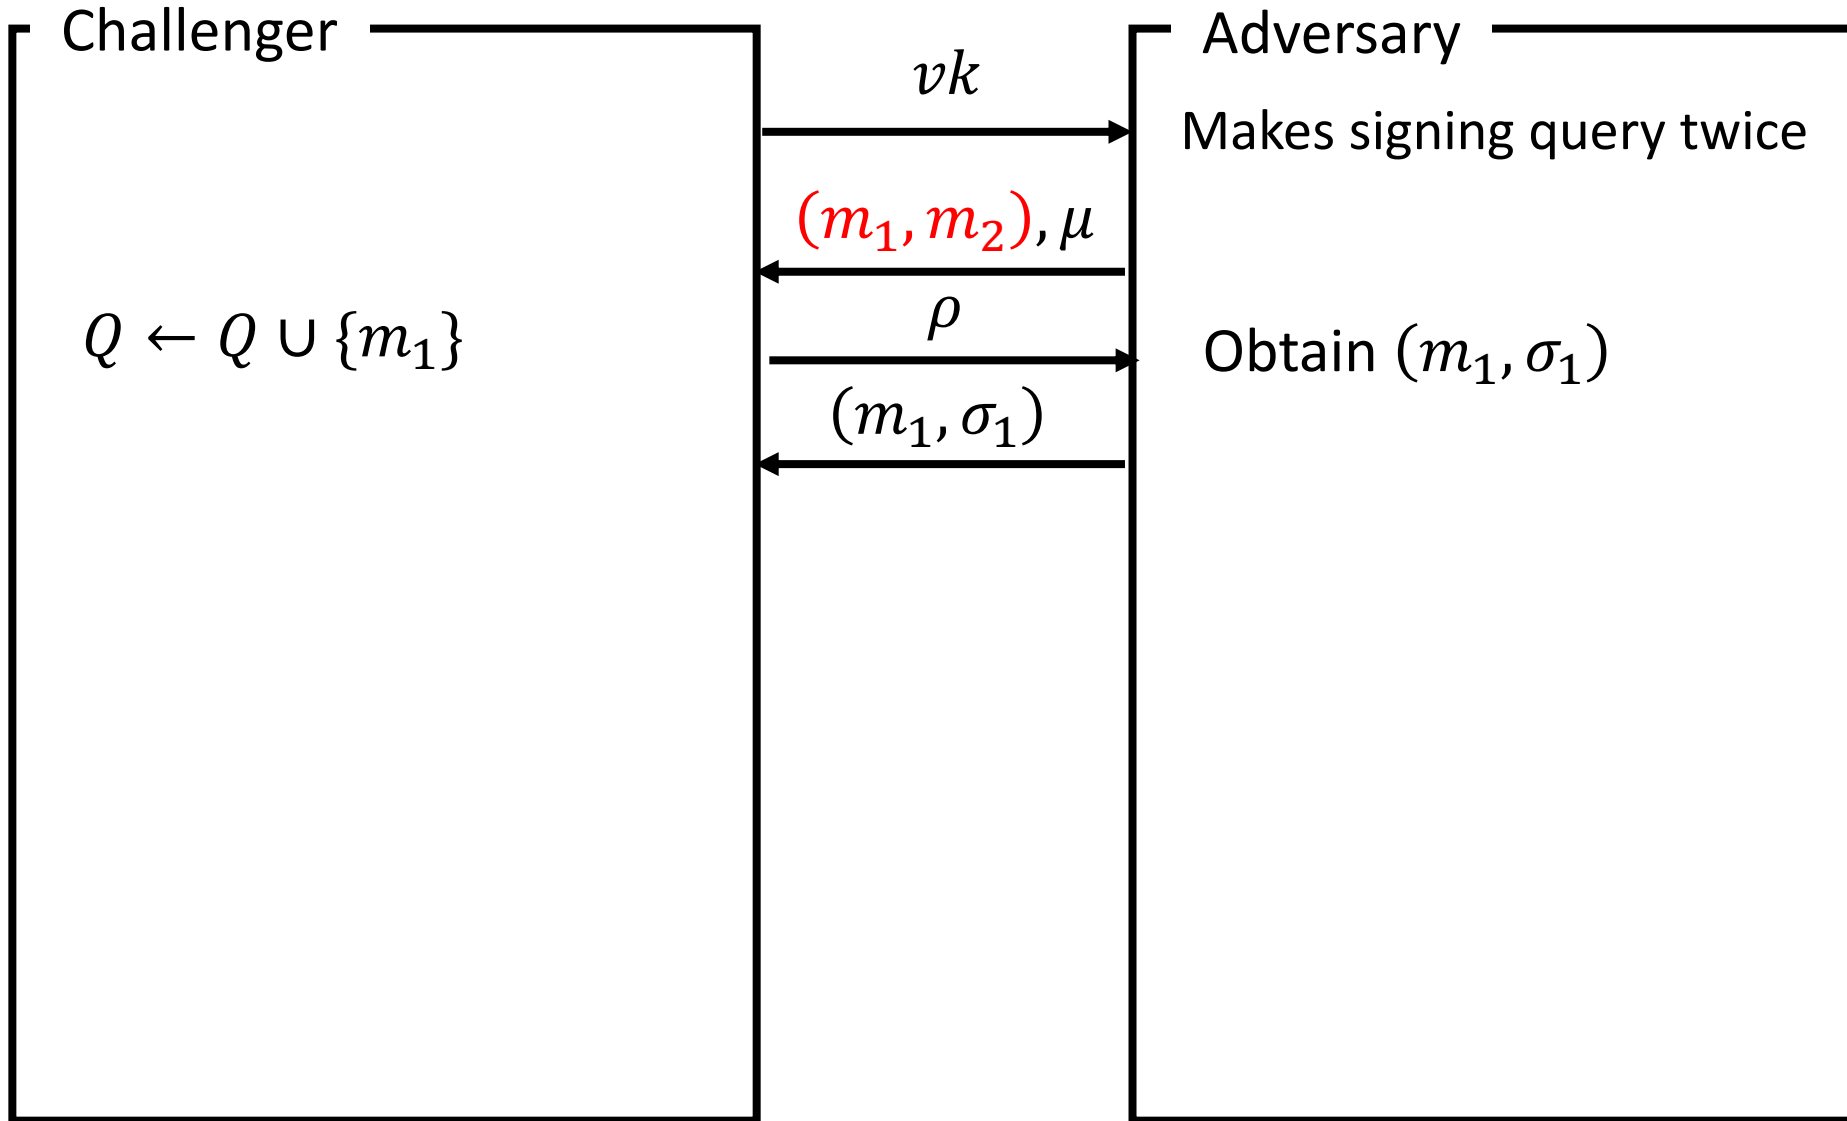 Challenger
Adversary
𝑣𝑘
Makes signing query twice
(𝑚₁, 𝑚₂), 𝜇
𝜌
𝑄 ← 𝑄 ∪ {𝑚₁}
Obtain (𝑚₁, 𝜎₁)
(𝑚₁, 𝜎₁)